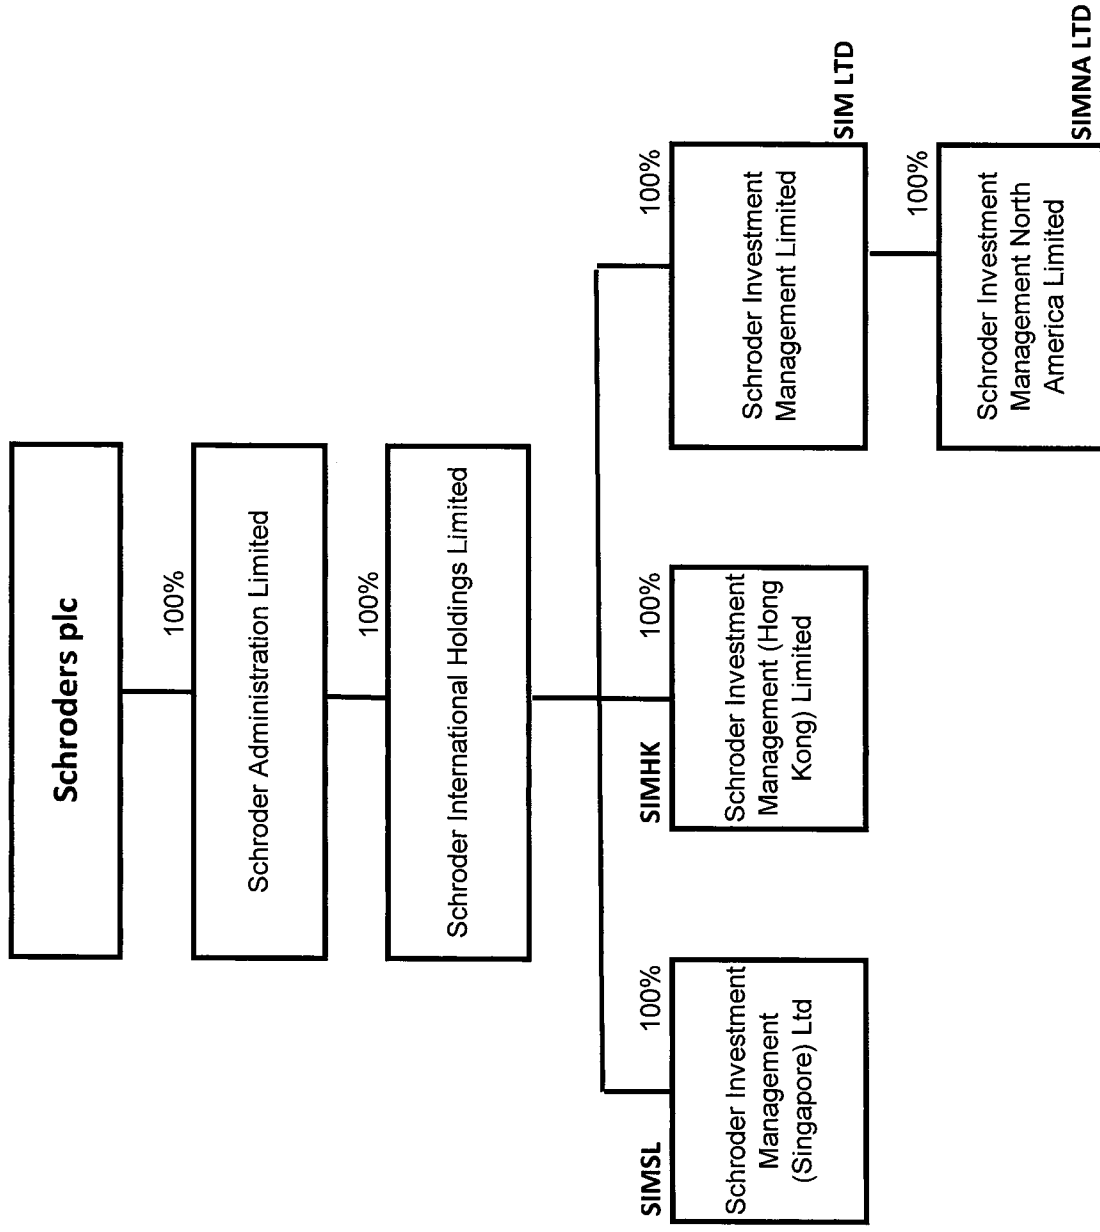 Schroders plc
100%
Schroder Administration Limited
100%
Schroder International Holdings Limited
SIMSL
100%
Schroder Investment
Management
(Singapore) Ltd
SIMHK
100%
Schroder Investment
Management (Hong
Kong) Limited
100%
Schroder Investment
Management Limited
SIM LTD
100%
Schroder Investment
Management North
America Limited
SIMNA LTD